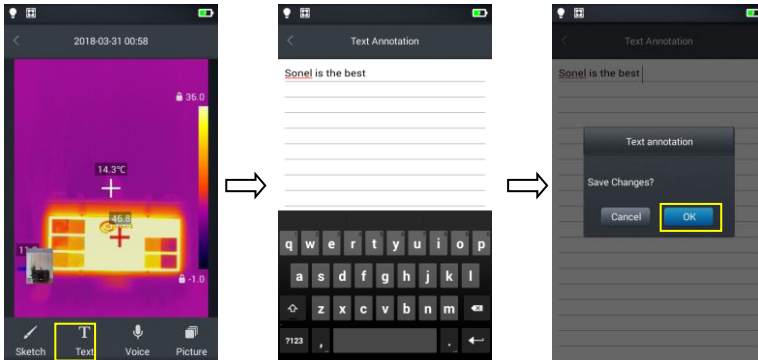 2018-03-31 00:58
36.0
14.3°C
46.8
-1.0
Sketch Text Voice Picture
Text Annotation
Sonel is the best
q w e r t y u i o p
a s d f g h j k l
z x c v b n m
?123 , .
Text Annotation
Sonel is the best
Text annotation
Save Changes?
Cancel OK